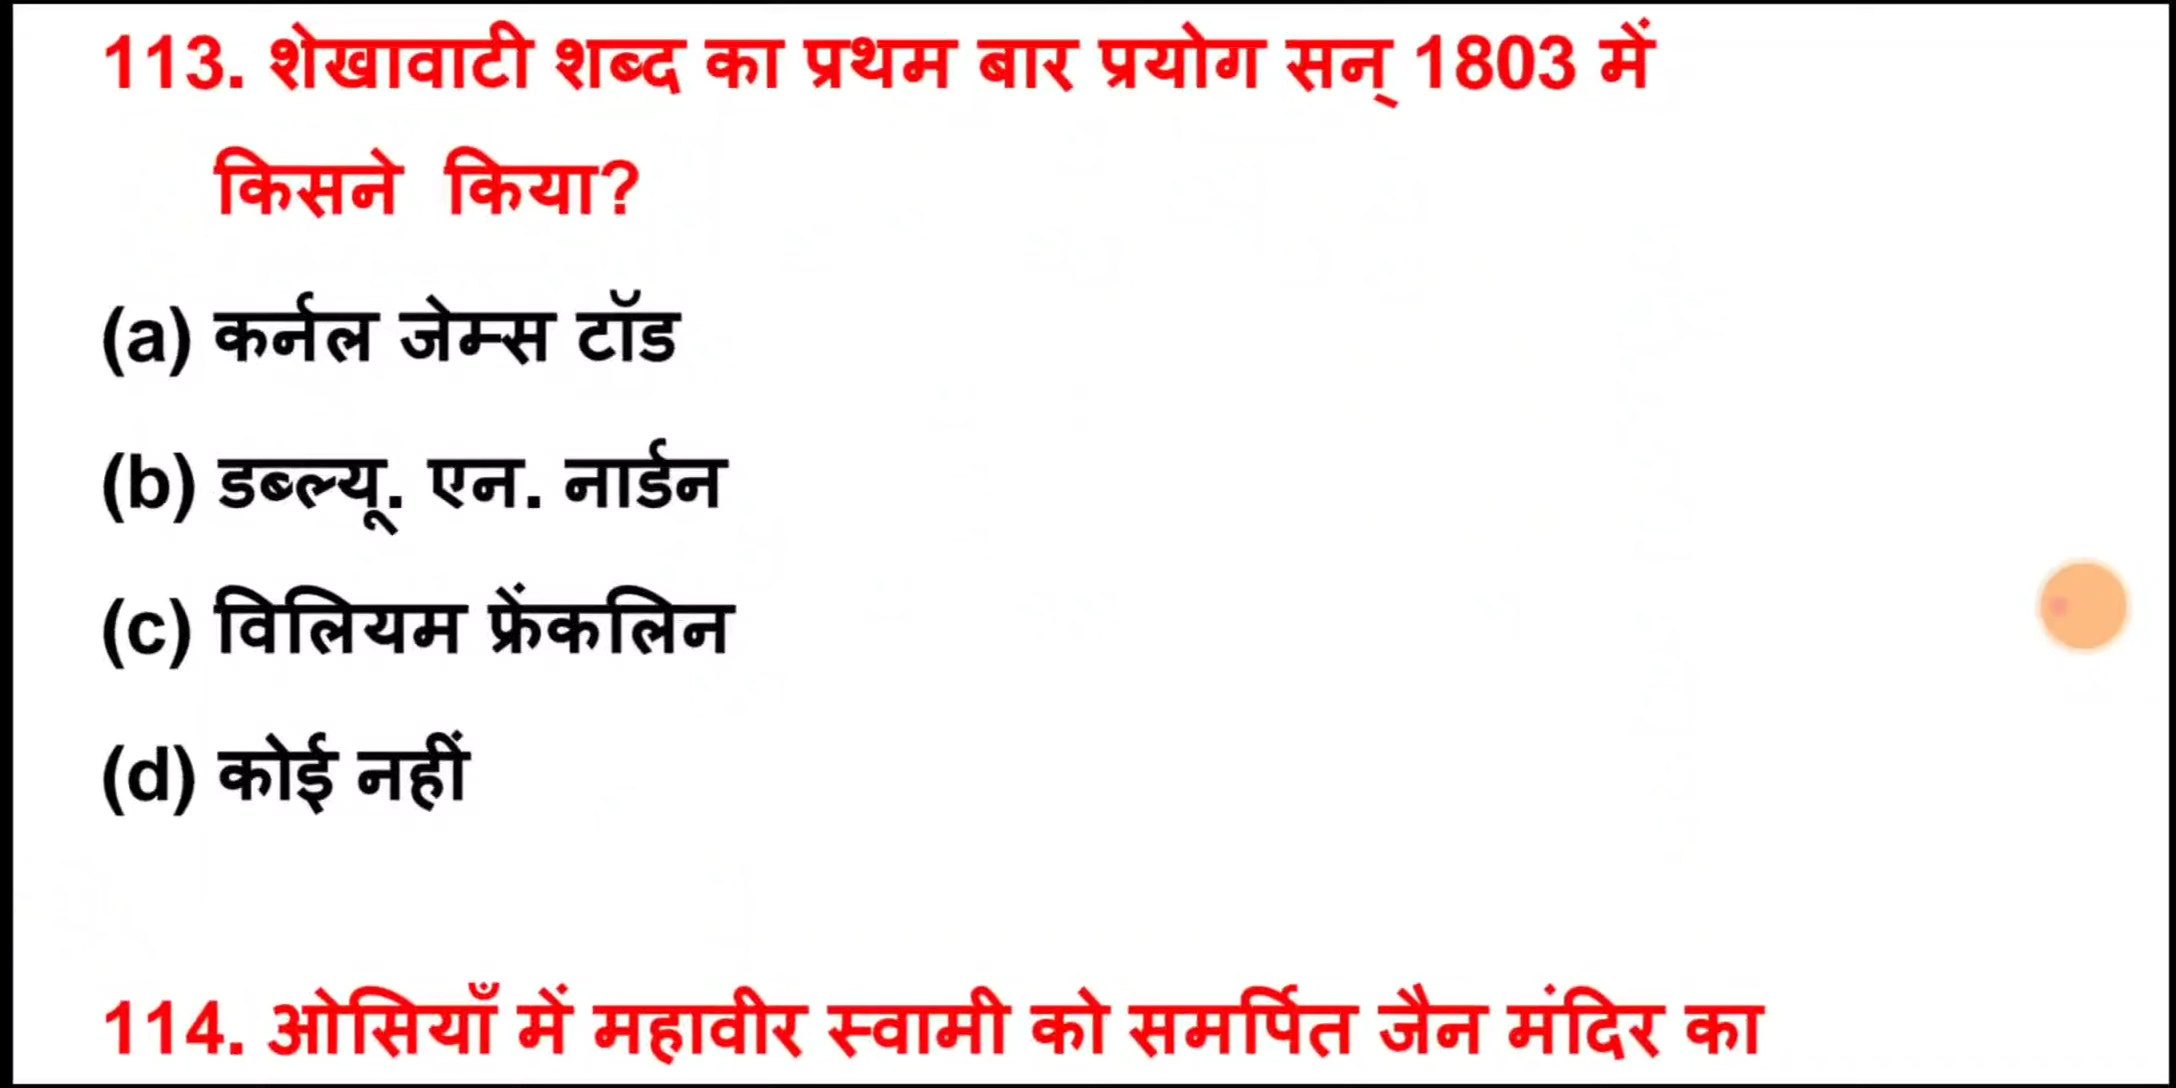 113. शेखावाटी शब्द का प्रथम बार प्रयोग सन् 1803 में
किसने किया?
(a) कर्नल जेम्स टॉड
(b) डब्ल्यू. एन. नार्डन
(c) विलियम फ्रेंकलिन
(d) कोई नहीं
114. ओसियाँ में महावीर स्वामी को समर्पित जैन मंदिर का